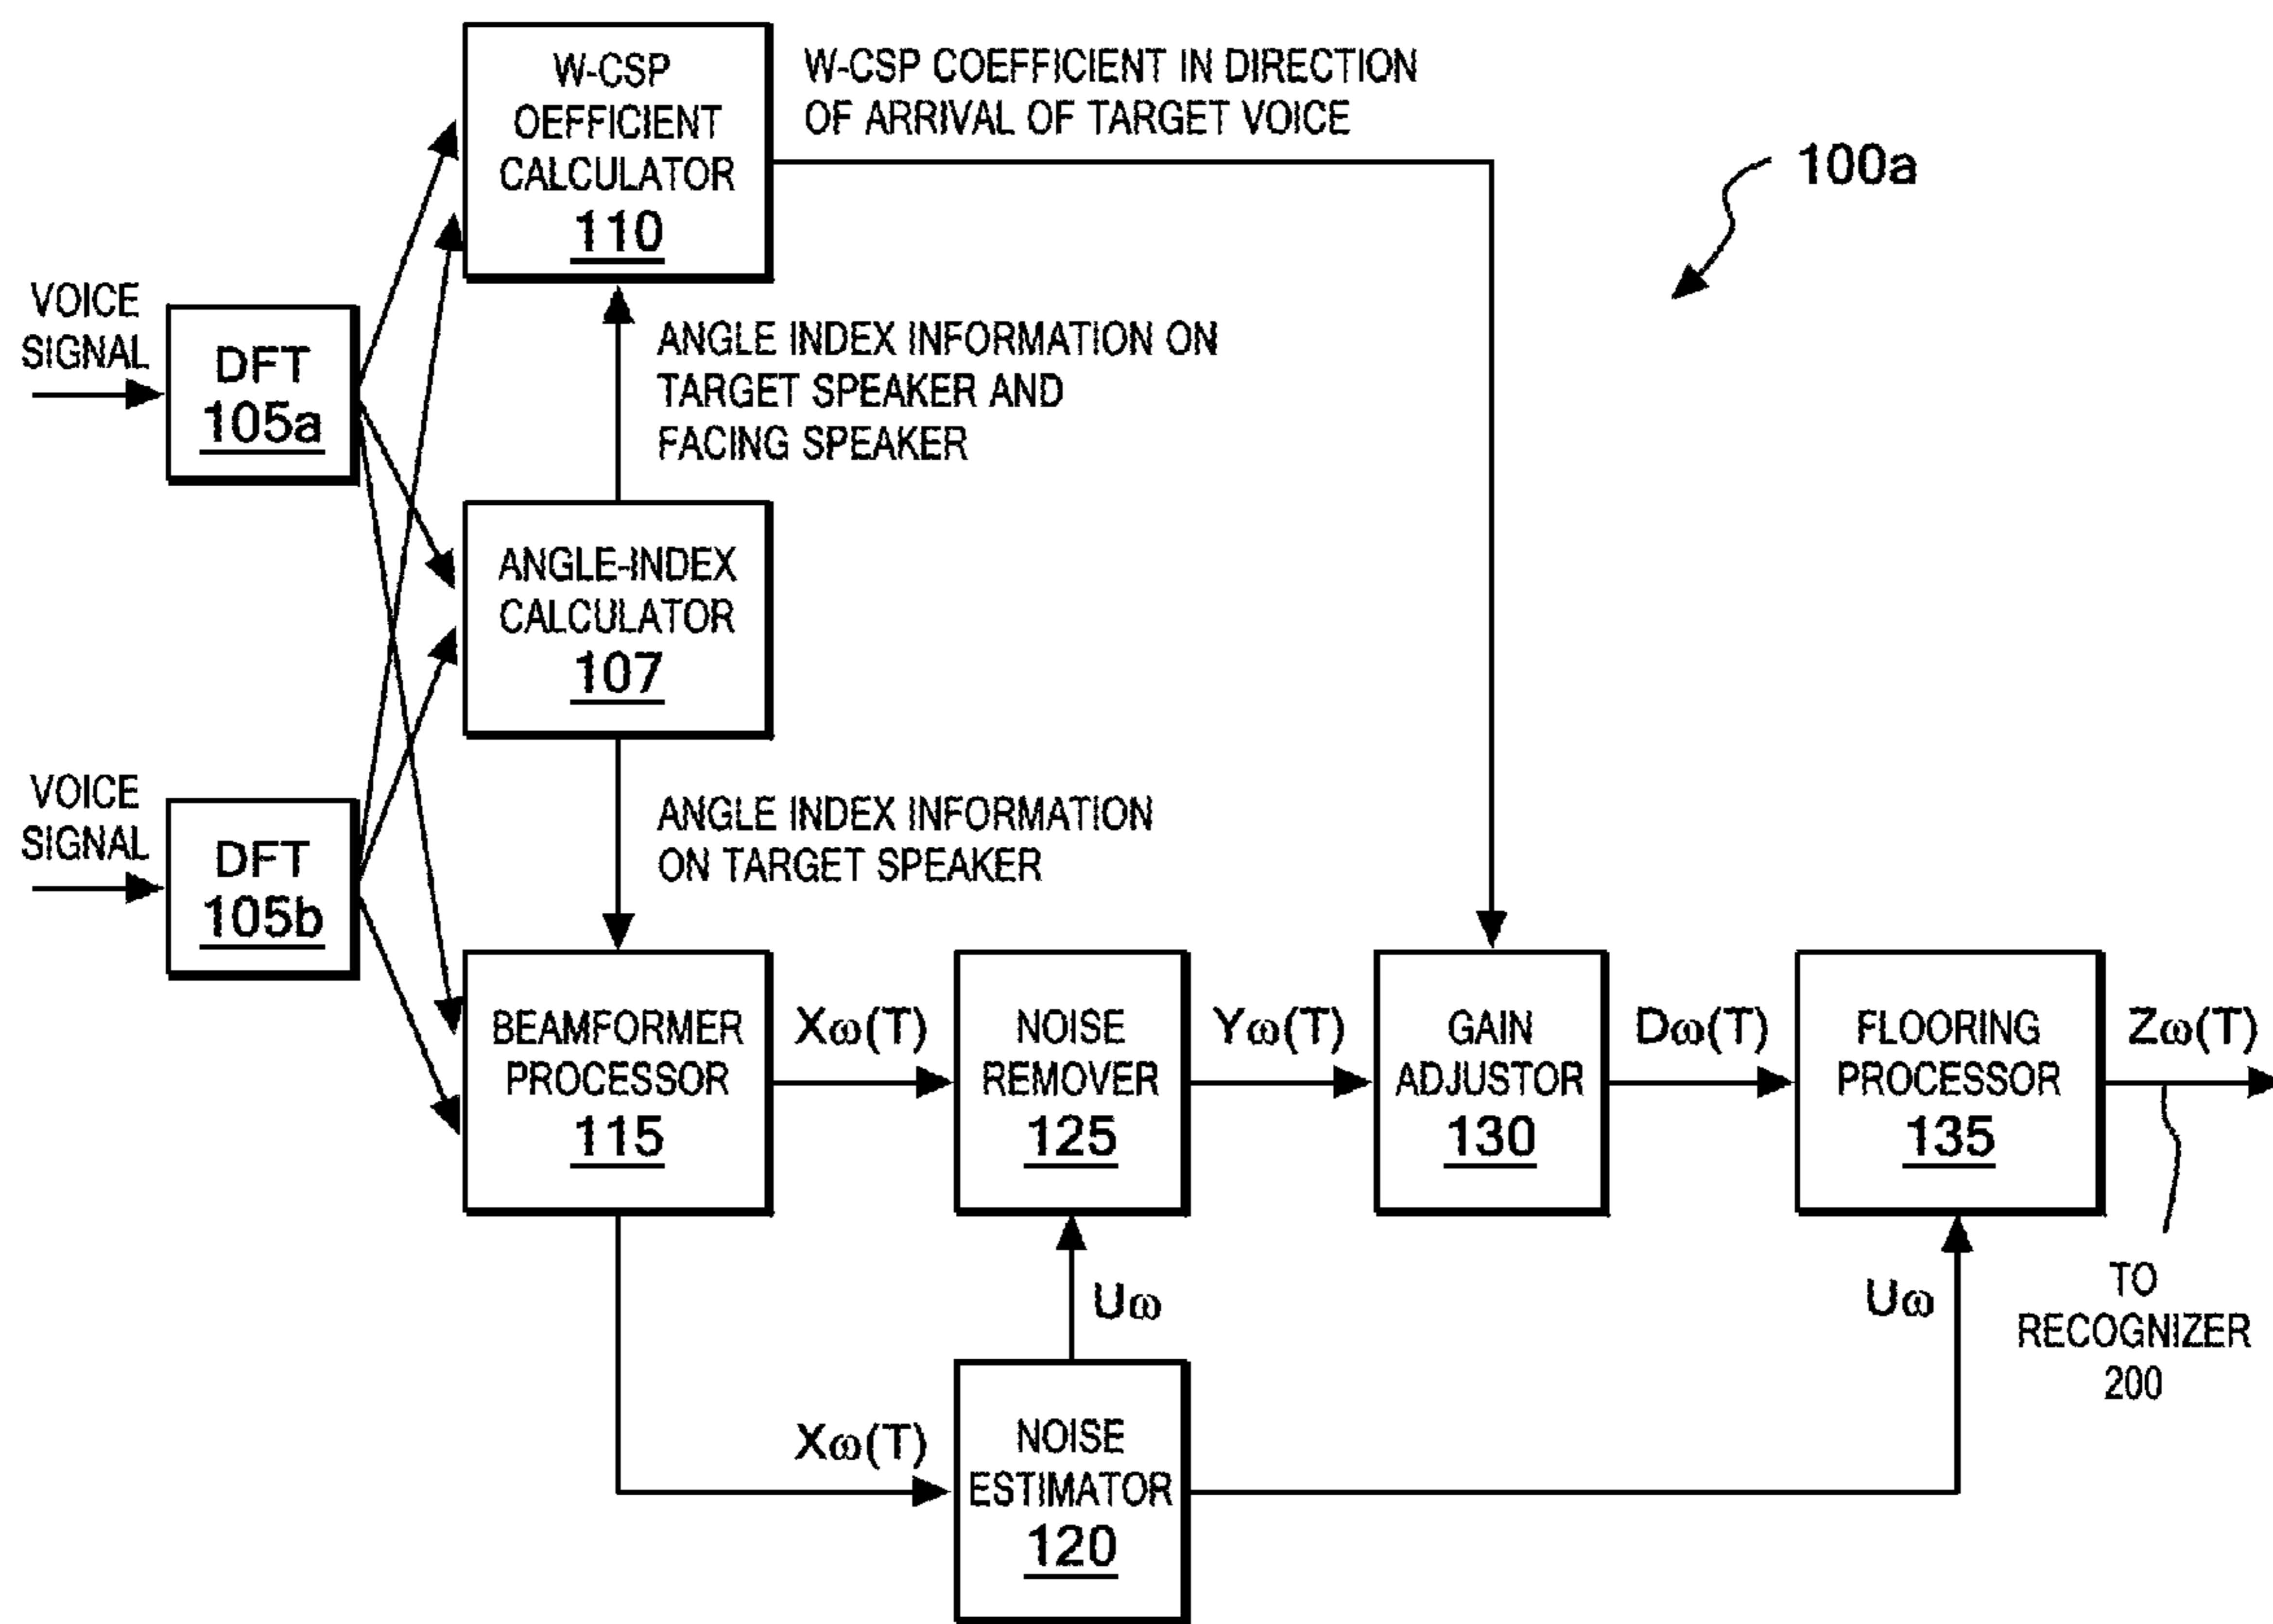 W-CSP
OEFFICIENT
CALCULATOR
110
W-CSP COEFFICIENT IN DIRECTION
OF ARRIVAL OF TARGET VOICE
100a
VOICE
SIGNAL
DFT
105a
ANGLE INDEX INFORMATION ON
TARGET SPEAKER AND
FACING SPEAKER
ANGLE-INDEX
CALCULATOR
107
VOICE
SIGNAL
DFT
105b
ANGLE INDEX INFORMATION
ON TARGET SPEAKER
BEAMFORMER
PROCESSOR
115
Xω(T)
NOISE
REMOVER
125
Yω(T)
GAIN
ADJUSTOR
130
Dω(T)
FLOORING
PROCESSOR
135
Zω(T)
TO
RECOGNIZER
200
Uω
Uω
Xω(T)
NOISE
ESTIMATOR
120